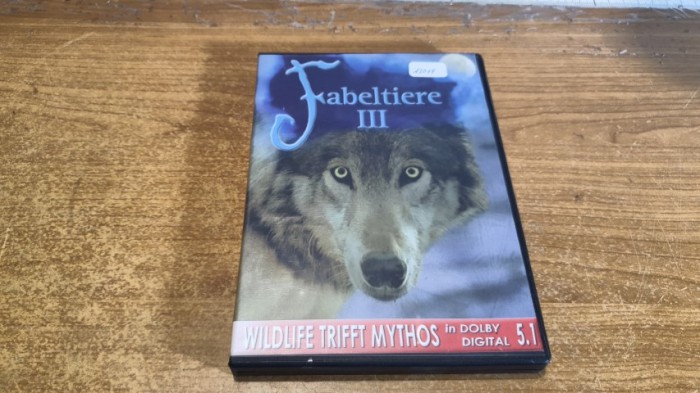 Fabeltiere
III
WILDLIFE TRIFFT MYTHOS in DOLBY DIGITAL 5.1